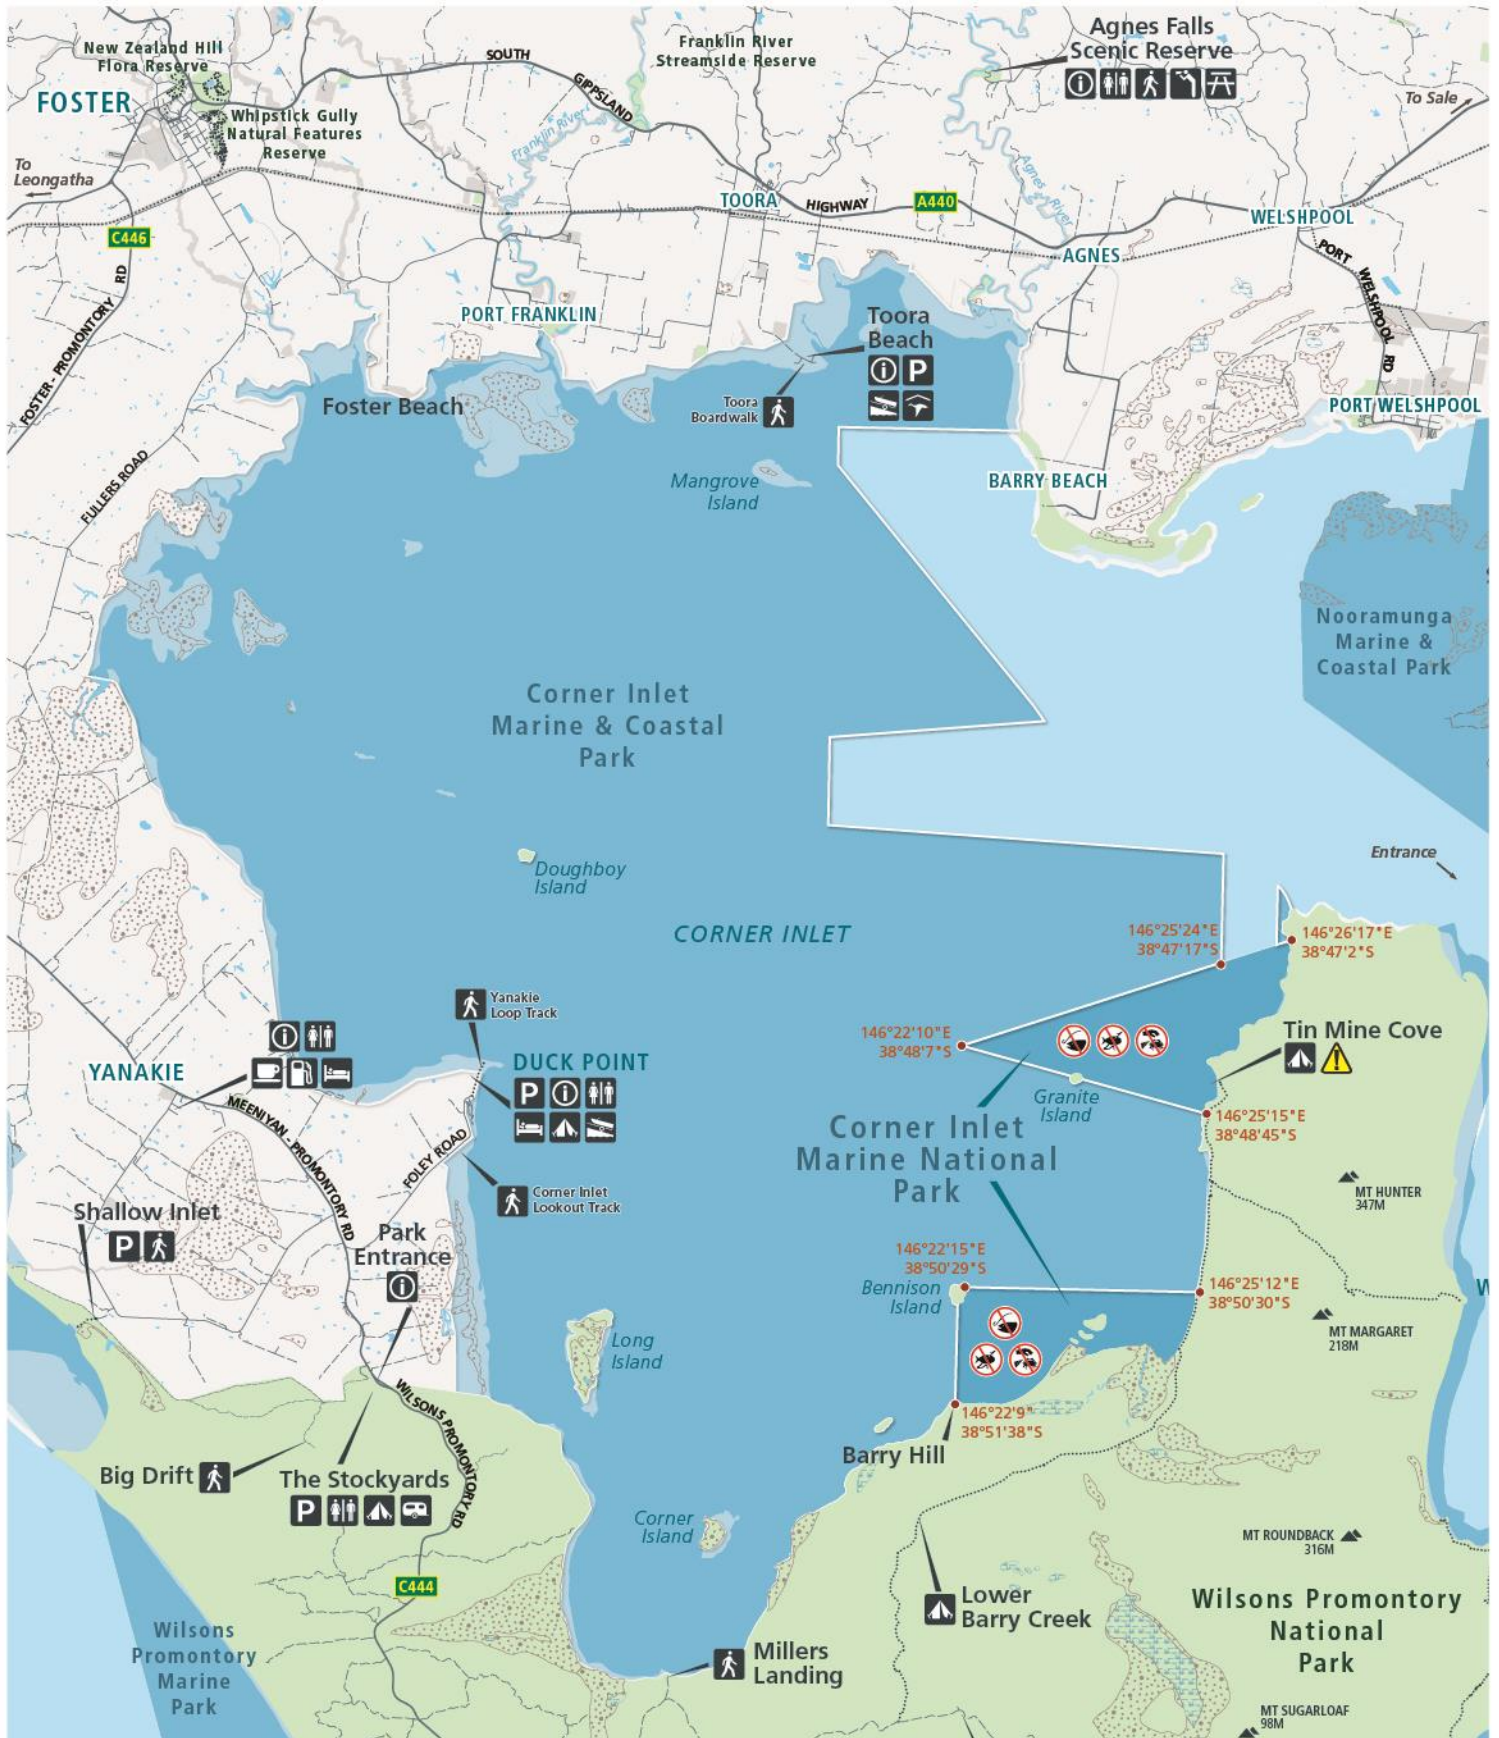 New Zealand Hill
Flora Reserve
FOSTER
Whipstick Gully
Natural Features
Reserve
To
Leongatha
C446
FOSTER - PROMONTORY RD
FULLERS ROAD
SOUTH
GIPPSLAND
Franklin River
Franklin River
Streamside Reserve
Agnes Falls
Scenic Reserve
To Sale
TOORA
HIGHWAY
A440
Agnes River
AGNES
WELSHPOOL
PORT WELSHPOOL RD
PORT FRANKLIN
Toora
Beach
P
Foster Beach
Toora
Boardwalk
PORT WELSHPOOL
Mangrove
Island
BARRY BEACH
Nooramunga
Marine &
Coastal Park
Corner Inlet
Marine & Coastal
Park
Entrance
Doughboy
Island
CORNER INLET
146°25'24"E
38°47'17"S
146°26'17"E
38°47'2"S
146°22'10"E
38°48'7"S
Tin Mine Cove
Yanakie
Loop Track
YANAKIE
DUCK POINT
P
Granite
Island
146°25'15"E
38°48'45"S
Corner Inlet
Marine National
Park
MEENIYAN - PROMONTORY RD
FOLEY ROAD
Corner Inlet
Lookout Track
MT HUNTER
347M
Shallow Inlet
P
Park
Entrance
146°22'15"E
38°50'29"S
Bennison
Island
146°25'12"E
38°50'30"S
W
Long
Island
MT MARGARET
218M
WILSONS PROMONTORY RD
146°22'9"
38°51'38"S
Barry Hill
Big Drift
The Stockyards
P
Corner
Island
MT ROUNDBACK
316M
C444
Lower
Barry Creek
Wilsons Promontory
National
Park
Wilsons
Promontory
Marine
Park
Millers
Landing
MT SUGARLOAF
98M